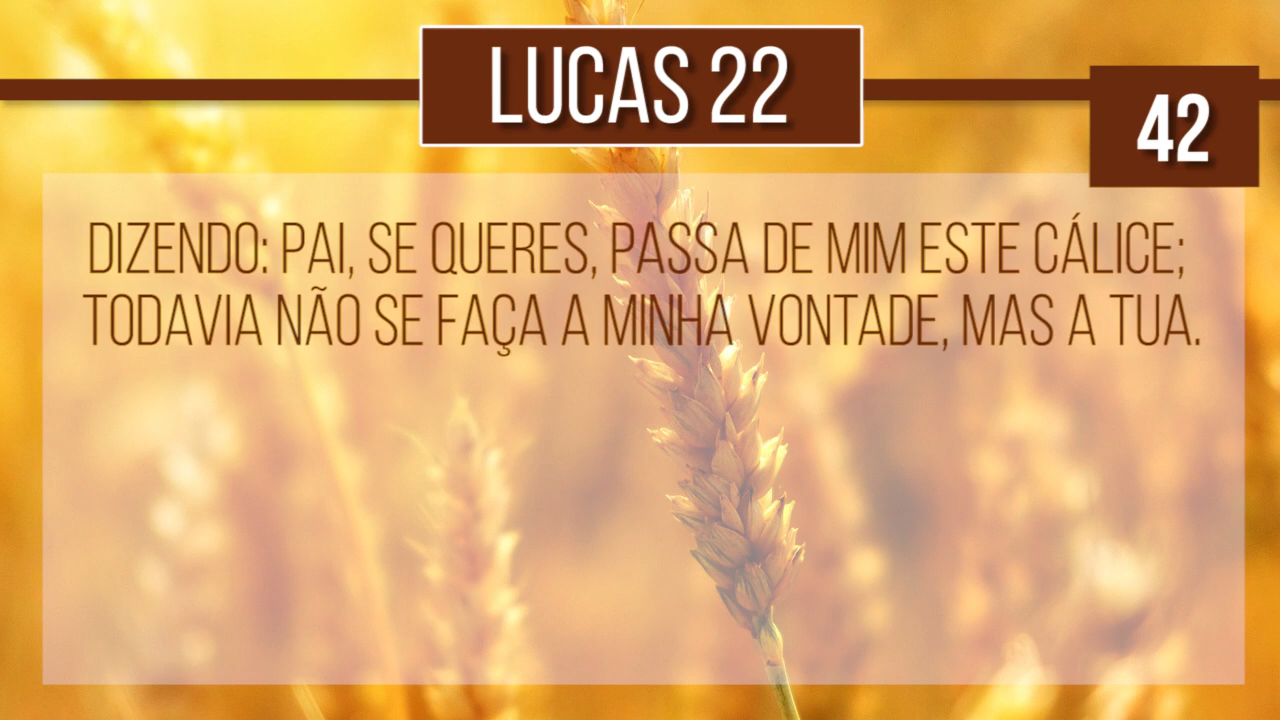 LUCAS 22
42
DIZENDO: PAI, SE QUERES, PASSA DE MIM ESTE CÁLICE;
TODAVIA NÃO SE FAÇA A MINHA VONTADE, MAS A TUA.